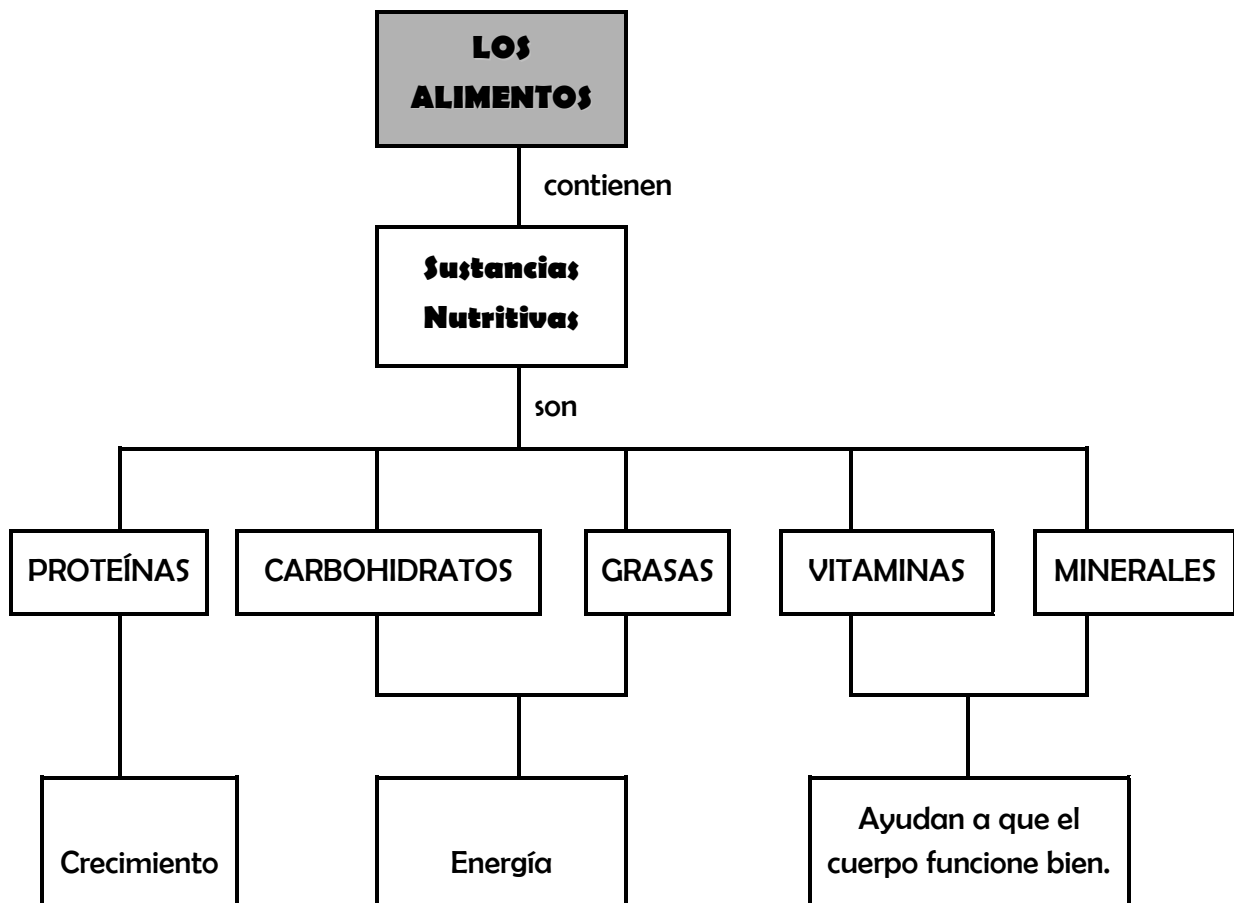 LOS
ALIMENTOS
contienen
Sustancias
Nutritivas
son
PROTEÍNAS
CARBOHIDRATOS
GRASAS
VITAMINAS
MINERALES
Crecimiento
Energía
Ayudan a que el
cuerpo funcione bien.